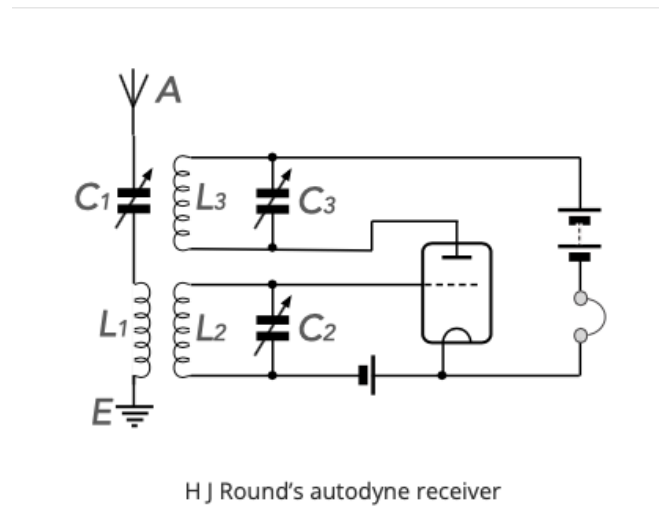 A
C1
L3
C3
L1
L2
C2
E
H J Round’s autodyne receiver